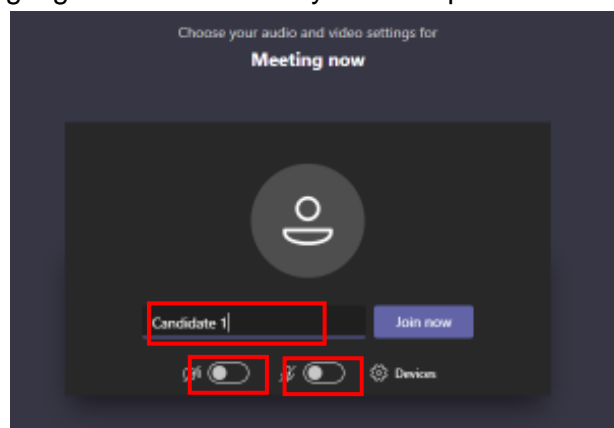 Choose your audio and video settings for
Meeting now
Candidate 1
Join now
Devices